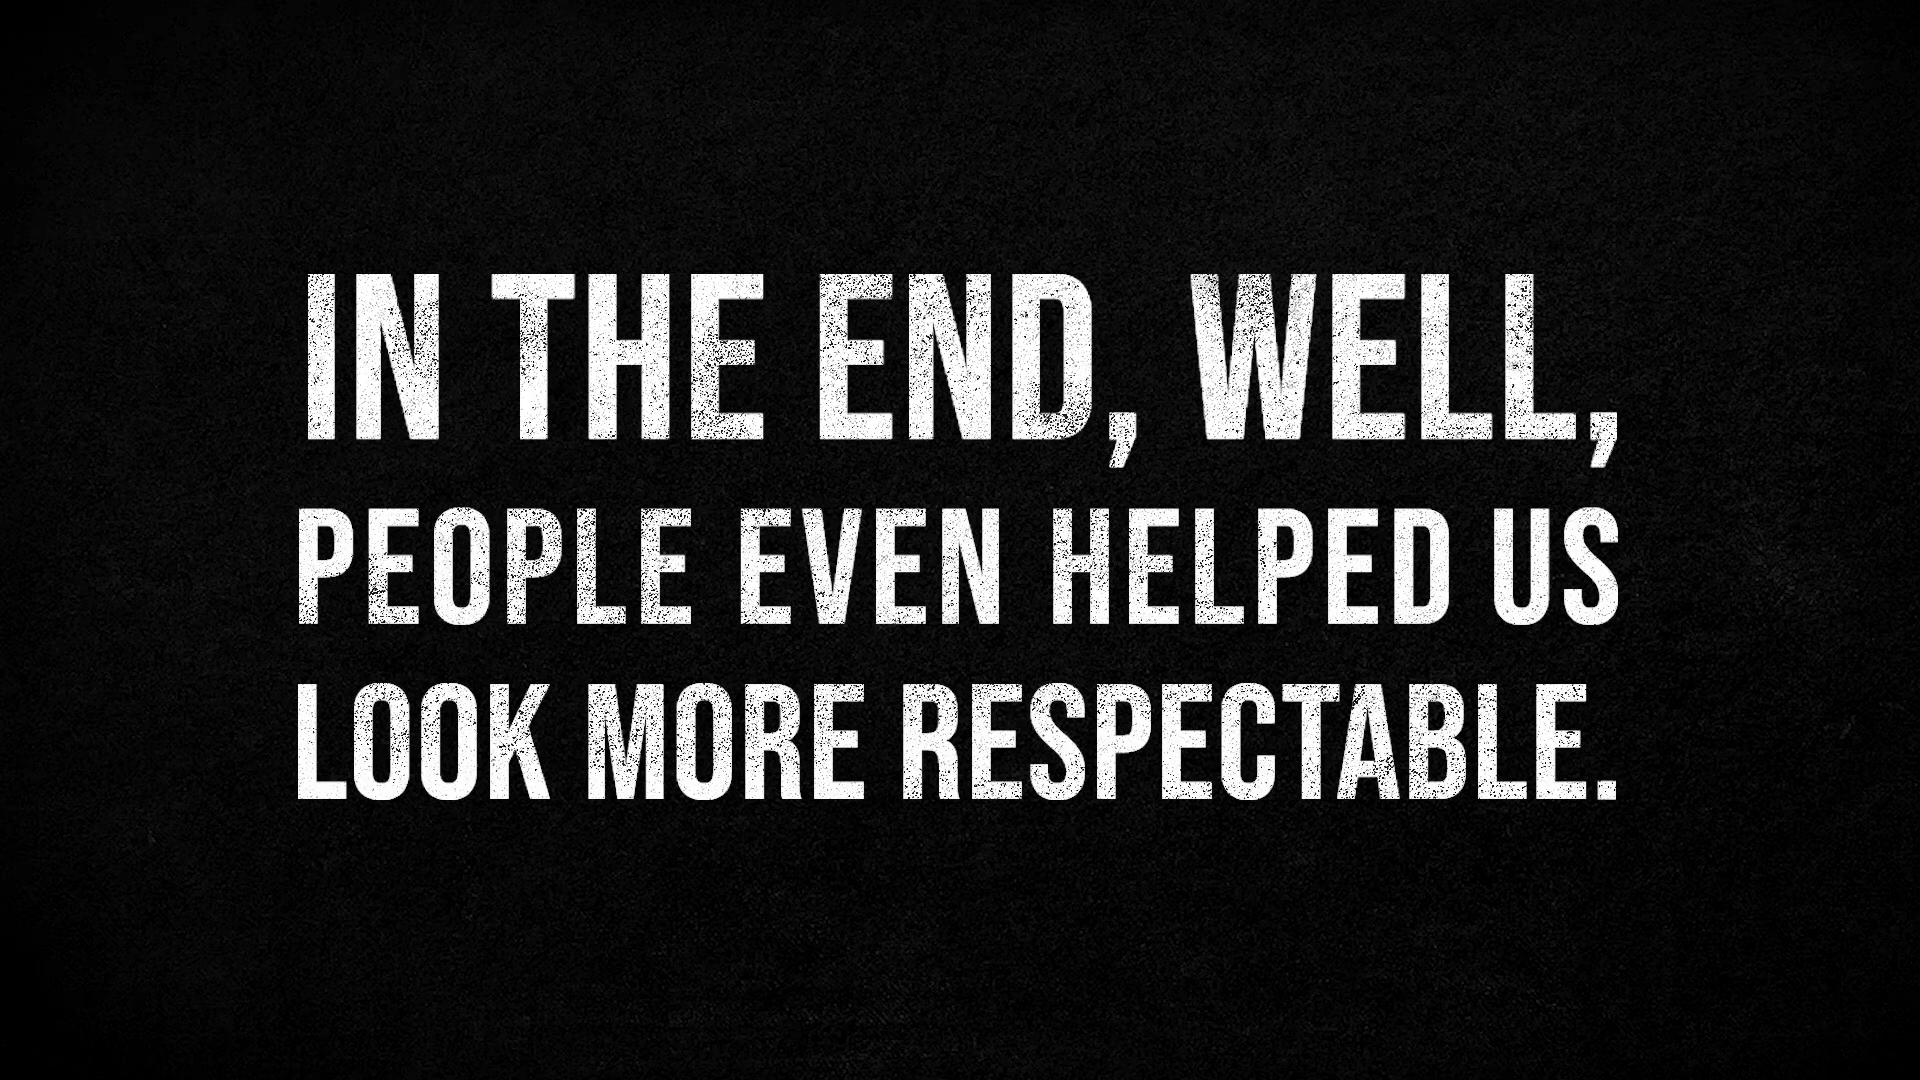 IN THE END, WELL,
PEOPLE EVEN HELPED US
LOOK MORE RESPECTABLE.